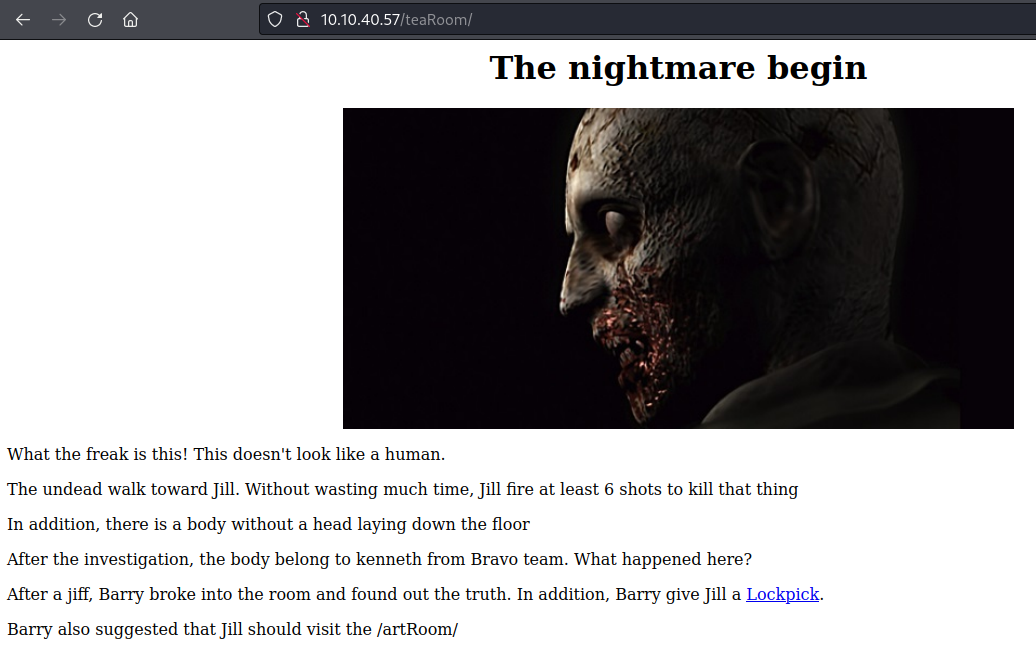 10.10.40.57/teaRoom/
The nightmare begin
What the freak is this! This doesn't look like a human.
The undead walk toward Jill. Without wasting much time, Jill fire at least 6 shots to kill that thing
In addition, there is a body without a head laying down the floor
After the investigation, the body belong to kenneth from Bravo team. What happened here?
After a jiff, Barry broke into the room and found out the truth. In addition, Barry give Jill a Lockpick.
Barry also suggested that Jill should visit the /artRoom/